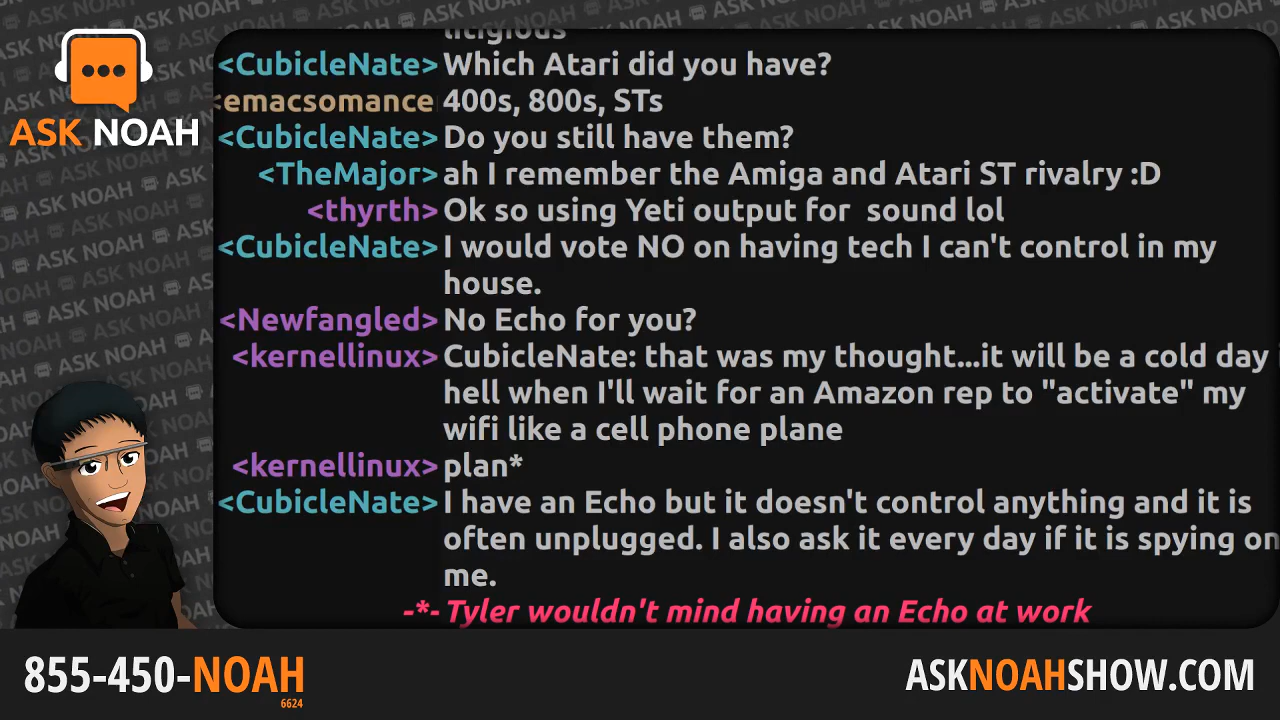 ASK NOAH
litigious
<CubicleNate> Which Atari did you have?
<emacsomance 400s, 800s, STs
<CubicleNate> Do you still have them?
<TheMajor> ah I remember the Amiga and Atari ST rivalry :D
<thyrth> Ok so using Yeti output for sound lol
<CubicleNate> I would vote NO on having tech I can't control in my
house.
<Newfangled> No Echo for you?
<kernellinux> CubicleNate: that was my thought...it will be a cold day
hell when I'll wait for an Amazon rep to "activate" my
wifi like a cell phone plane
<kernellinux> plan*
<CubicleNate> I have an Echo but it doesn't control anything and it is
often unplugged. I also ask it every day if it is spying on
me.
-*- Tyler wouldn't mind having an Echo at work
855-450-NOAH
6624
ASKNOAHSHOW.COM